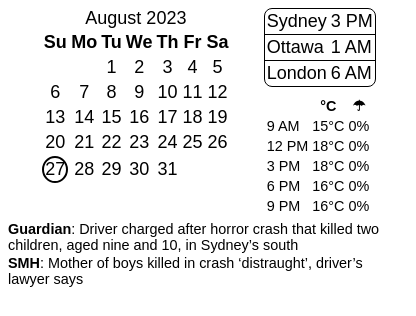 August 2023
Su Mo Tu We Th Fr Sa
1 2 3 4 5
6 7 8 9 10 11 12
13 14 15 16 17 18 19
20 21 22 23 24 25 26
27 28 29 30 31
Sydney 3 PM
Ottawa 1 AM
London 6 AM
°C ☂
9 AM 15°C 0%
12 PM 18°C 0%
3 PM 18°C 0%
6 PM 16°C 0%
9 PM 16°C 0%
Guardian: Driver charged after horror crash that killed two
children, aged nine and 10, in Sydney’s south
SMH: Mother of boys killed in crash ‘distraught’, driver’s
lawyer says